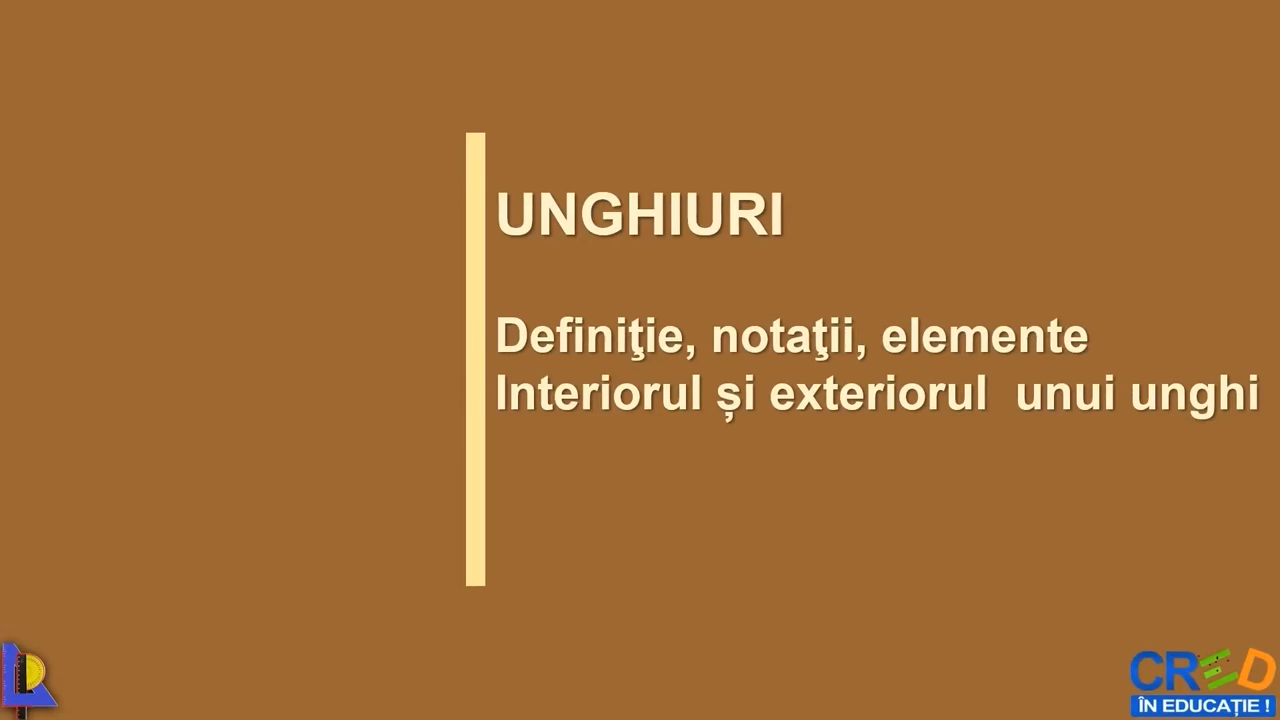 UNGHIURI
Definiţie, notaţii, elemente
Interiorul și exteriorul  unui unghi
CRED
ÎN EDUCAȚIE !